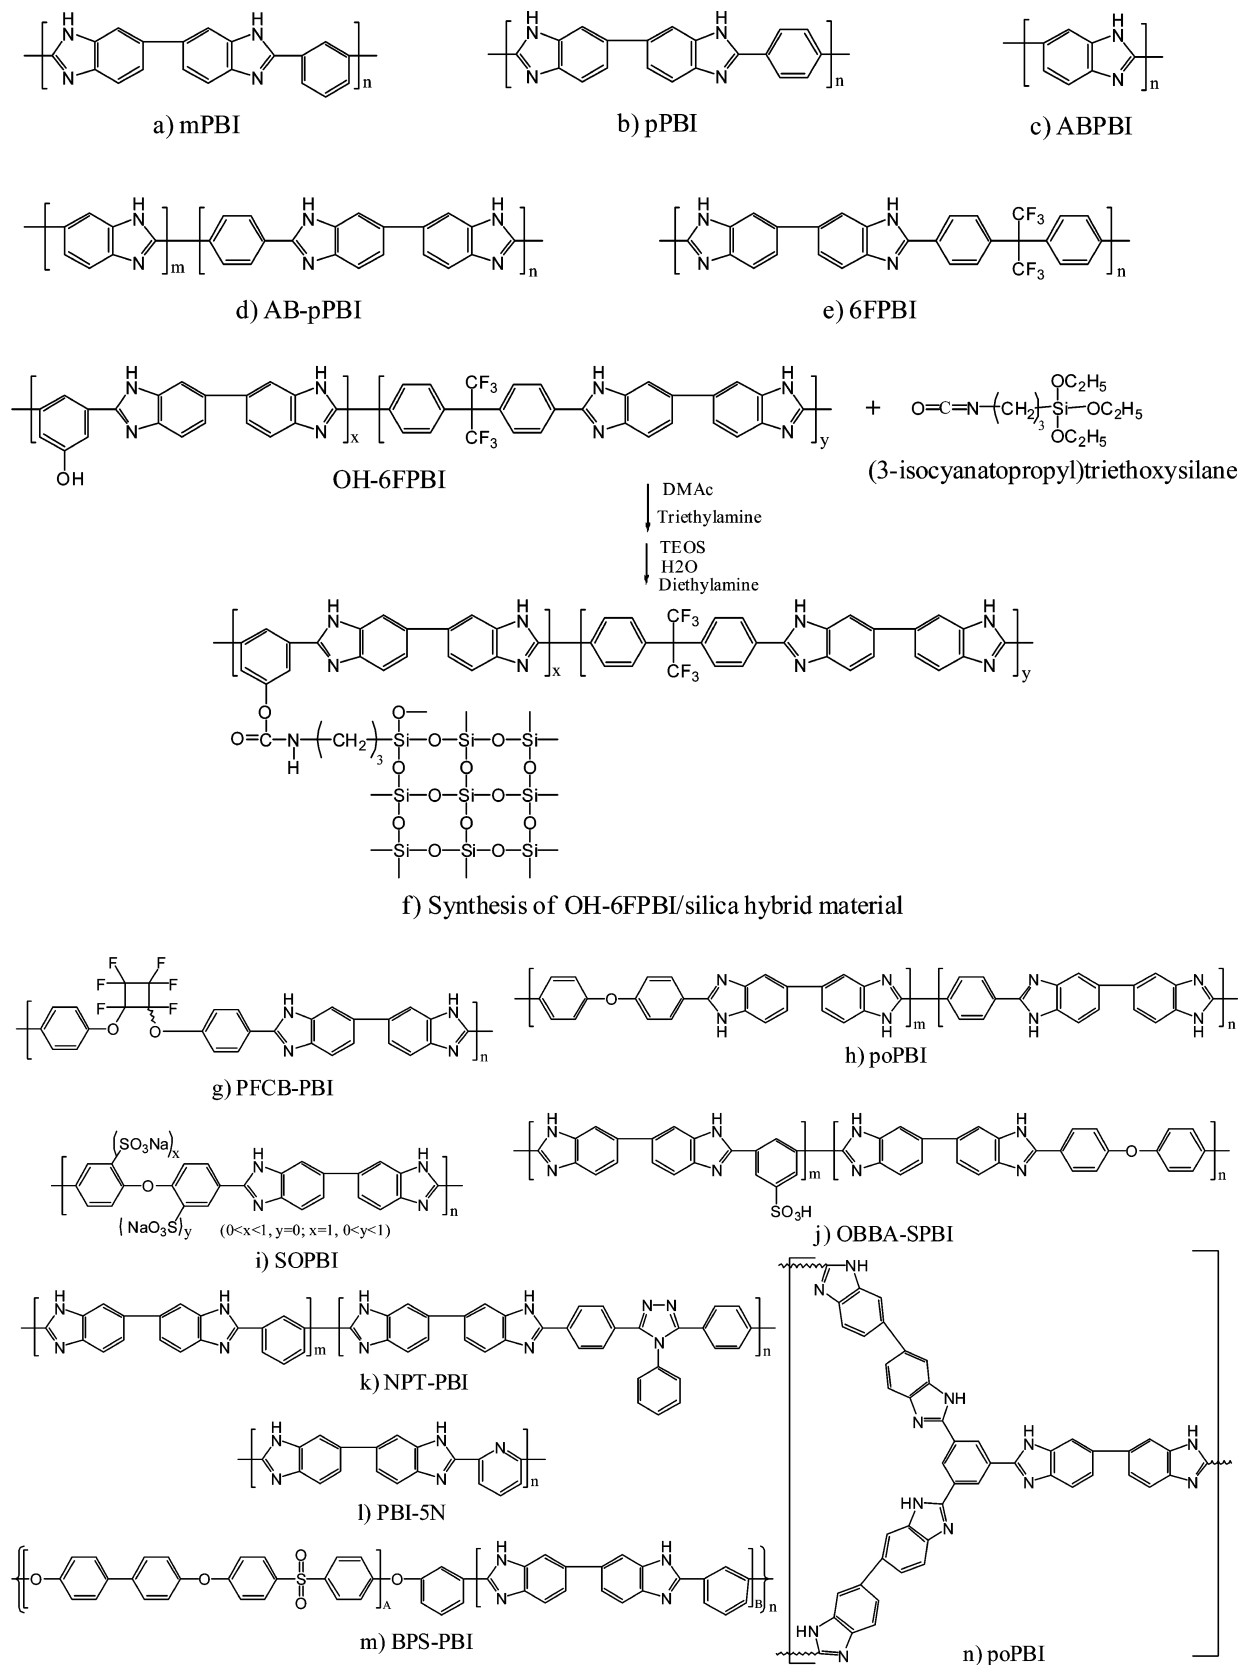 a) mPBI
b) pPBI
c) ABPBI
d) AB-pPBI
e) 6FPBI
OH-6FPBI
+
(3-isocyanatopropyl)triethoxysilane
DMAc
Triethylamine
TEOS
H2O
Diethylamine
f) Synthesis of OH-6FPBI/silica hybrid material
g) PFCB-PBI
h) poPBI
(0<x<1, y=0; x=1, 0<y<1)
i) SOPBI
j) OBBA-SPBI
k) NPT-PBI
l) PBI-5N
m) BPS-PBI
n) poPBI